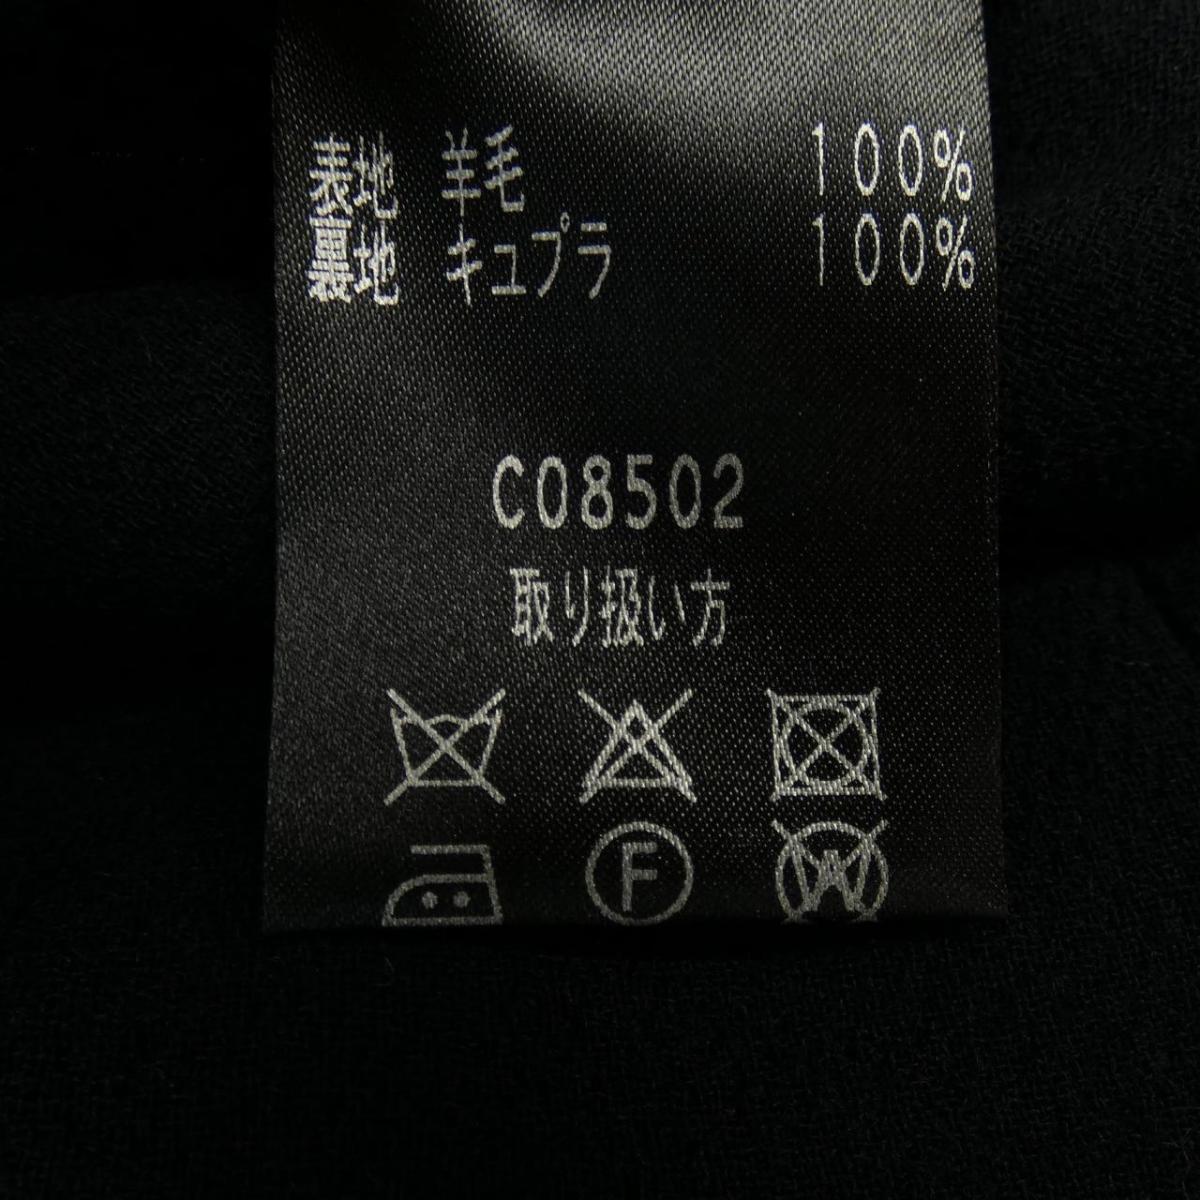 表地 羊毛 100%
裏地 キュプラ 100%
C08502
取り扱い方
F
W